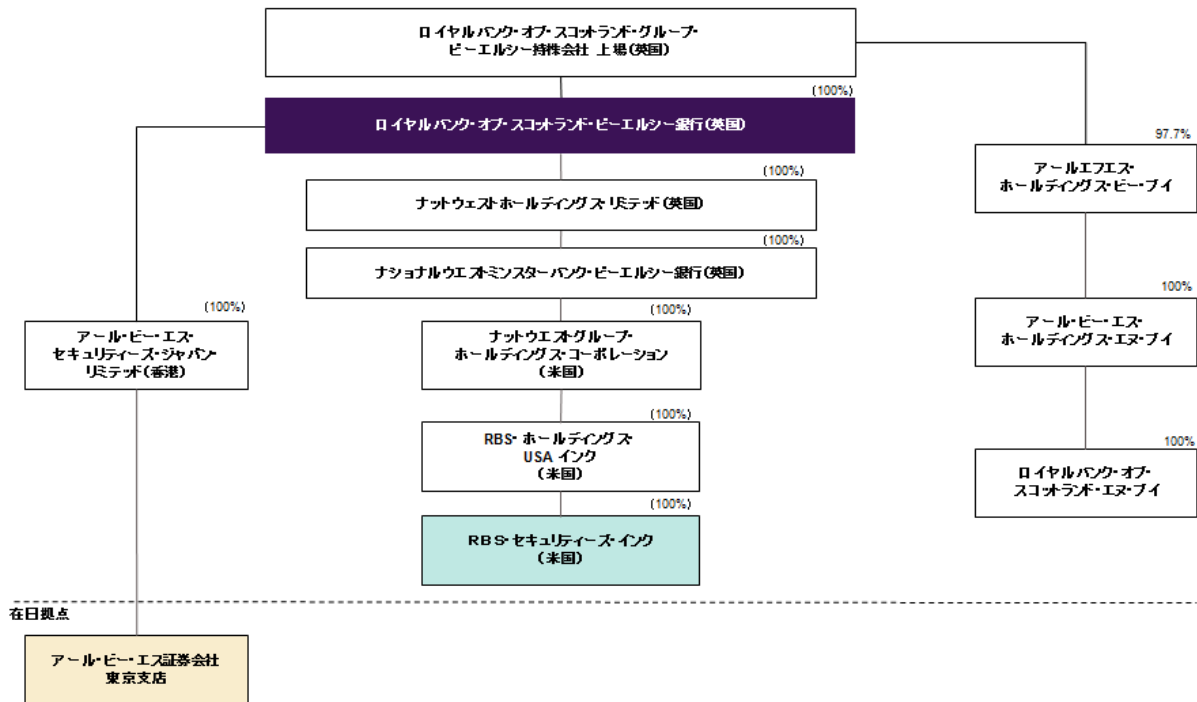 ロイヤルバンク・オブ・スコットランド・グループ・
ピーエルシー持株会社 上場(英国)
(100%)
ロイヤルバンク・オブ・スコットランド・ピーエルシー銀行(英国)
97.7%
アールエフエス・
ホールディングス・ビー・ブイ
(100%)
ナットウェストホールディングス・リミテッド(英国)
(100%)
ナショナルウエストミンスターバンク・ピーエルシー銀行(英国)
(100%)
アール・ビー・エス・
セキュリティーズ・ジャパン・
リミテッド(香港)
(100%)
ナットウエストグループ・
ホールディングス・コーポレーション
(米国)
100%
アール・ビー・エス・
ホールディングス・エヌ・ブイ
(100%)
RBS・ホールディングス・
USA インク
(米国)
100%
ロイヤルバンク・オブ・
スコットランド・エヌ・ブイ
(100%)
RBS・セキュリティーズ・インク
(米国)
在日拠点
アール・ビー・エス証券会社
東京支店